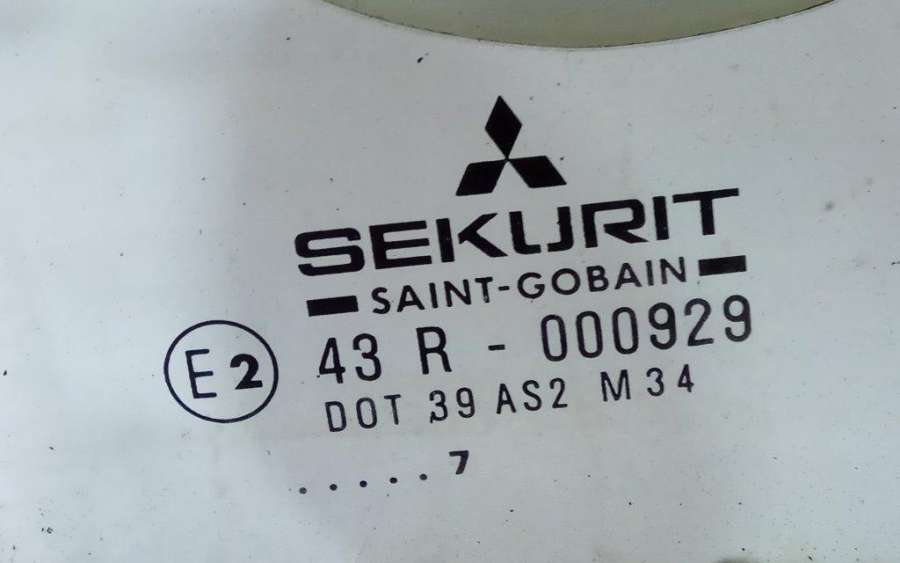 SEKURIT
SAINT-GOBAIN
E2 43 R - 000929
DOT 39 AS2 M34
.....7